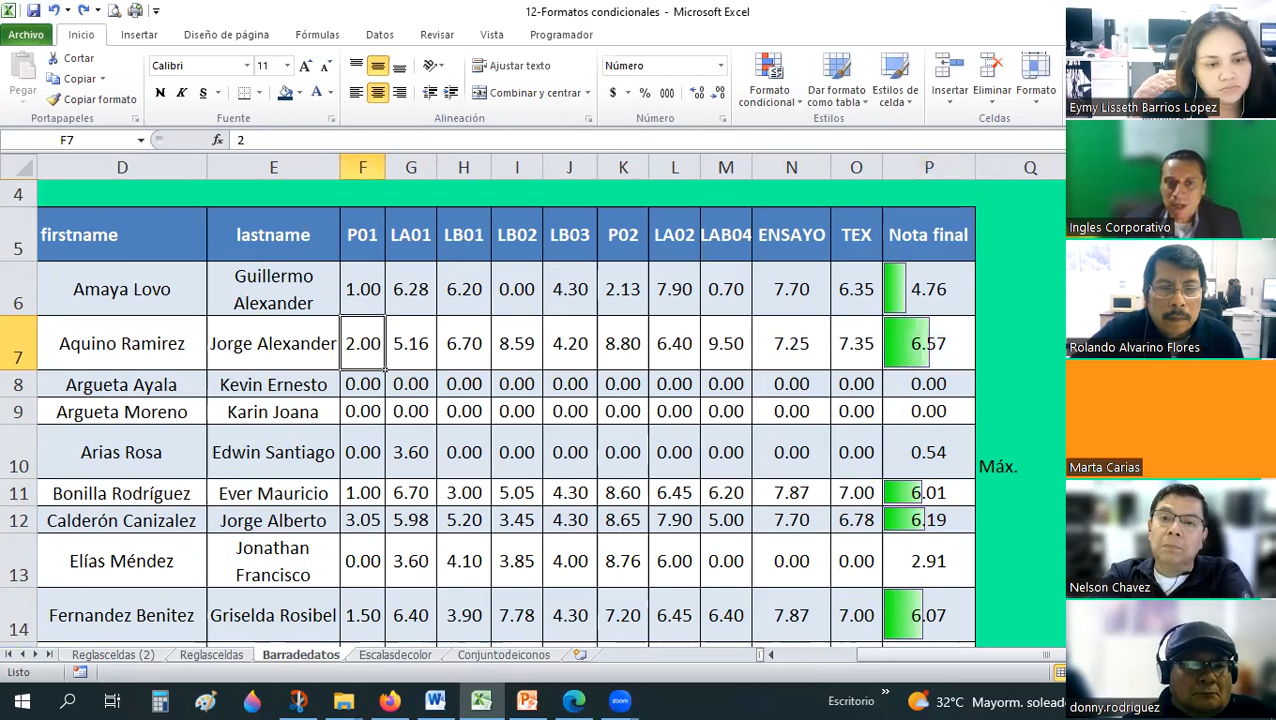 12-Formatos condicionales - Microsoft Excel
Archivo Inicio Insertar Diseño de página Fórmulas Datos Revisar Vista Programador
Pegar Cortar Copiar Copiar formato Portapapeles
Calibri 11 N K S Fuente
Ajustar texto Combinar y centrar Alineación
Número $ % 000 Número
Formato condicional Dar formato como tabla Estilos de celda Estilos
Insertar Eliminar Formato Celdas
F7 fx 2
D E F G H I J K L M N O P Q
4
5 firstname lastname P01 LA01 LB01 LB02 LB03 P02 LA02 LAB04 ENSAYO TEX Nota final
6 Amaya Lovo Guillermo Alexander 1.00 6.28 6.20 0.00 4.30 2.13 7.90 0.70 7.70 6.35 4.76
7 Aquino Ramirez Jorge Alexander 2.00 5.16 6.70 8.59 4.20 8.80 6.40 9.50 7.25 7.35 6.57
8 Argueta Ayala Kevin Ernesto 0.00 0.00 0.00 0.00 0.00 0.00 0.00 0.00 0.00 0.00 0.00
9 Argueta Moreno Karin Joana 0.00 0.00 0.00 0.00 0.00 0.00 0.00 0.00 0.00 0.00 0.00
10 Arias Rosa Edwin Santiago 0.00 3.60 0.00 0.00 0.00 0.00 0.00 0.00 0.00 0.00 0.54 Máx.
11 Bonilla Rodríguez Ever Mauricio 1.00 6.70 3.00 5.05 4.30 8.60 6.45 6.20 7.87 7.00 6.01
12 Calderón Canizalez Jorge Alberto 3.05 5.98 5.20 3.45 4.30 8.65 7.90 5.00 7.70 6.78 6.19
13 Elías Méndez Jonathan Francisco 0.00 3.60 4.10 3.85 4.00 8.76 6.00 0.00 0.00 0.00 2.91
14 Fernandez Benitez Griselda Rosibel 1.50 6.40 3.90 7.78 4.30 7.20 6.45 6.40 7.87 7.00 6.07
Reglasceldas (2) Reglasceldas Barradedatos Escalasdecolor Conjuntodeiconos
Listo
Escritorio 32°C Mayorm. solead
Eymy Lisseth Barrios Lopez
Ingles Corporativo
Rolando Alvarino Flores
Marta Carias
Nelson Chavez
donny.rodriguez